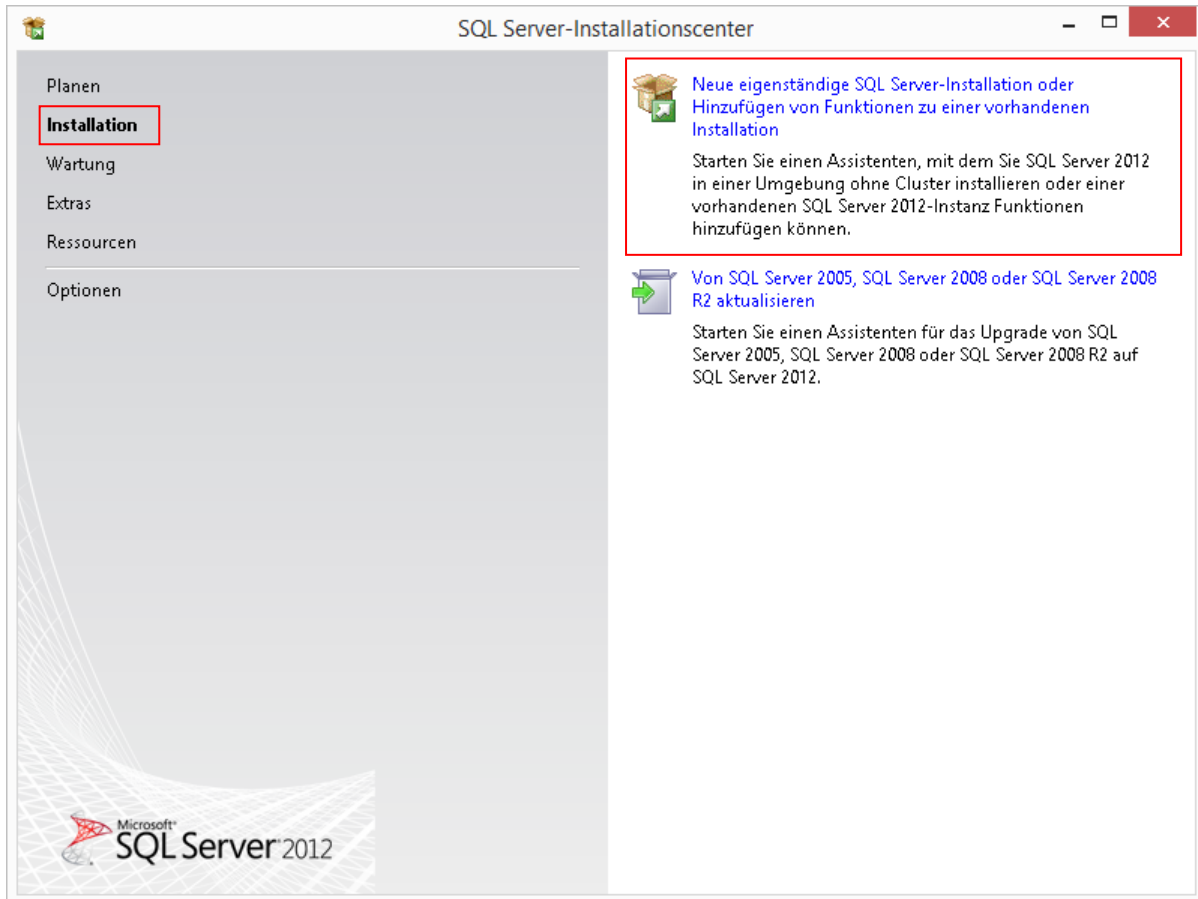 SQL Server-Installationscenter
Planen
Installation
Wartung
Extras
Ressourcen
Optionen
Neue eigenständige SQL Server-Installation oder
Hinzufügen von Funktionen zu einer vorhandenen
Installation
Starten Sie einen Assistenten, mit dem Sie SQL Server 2012
in einer Umgebung ohne Cluster installieren oder einer
vorhandenen SQL Server 2012-Instanz Funktionen
hinzufügen können.
Von SQL Server 2005, SQL Server 2008 oder SQL Server 2008
R2 aktualisieren
Starten Sie einen Assistenten für das Upgrade von SQL
Server 2005, SQL Server 2008 oder SQL Server 2008 R2 auf
SQL Server 2012.
Microsoft®
SQL Server® 2012